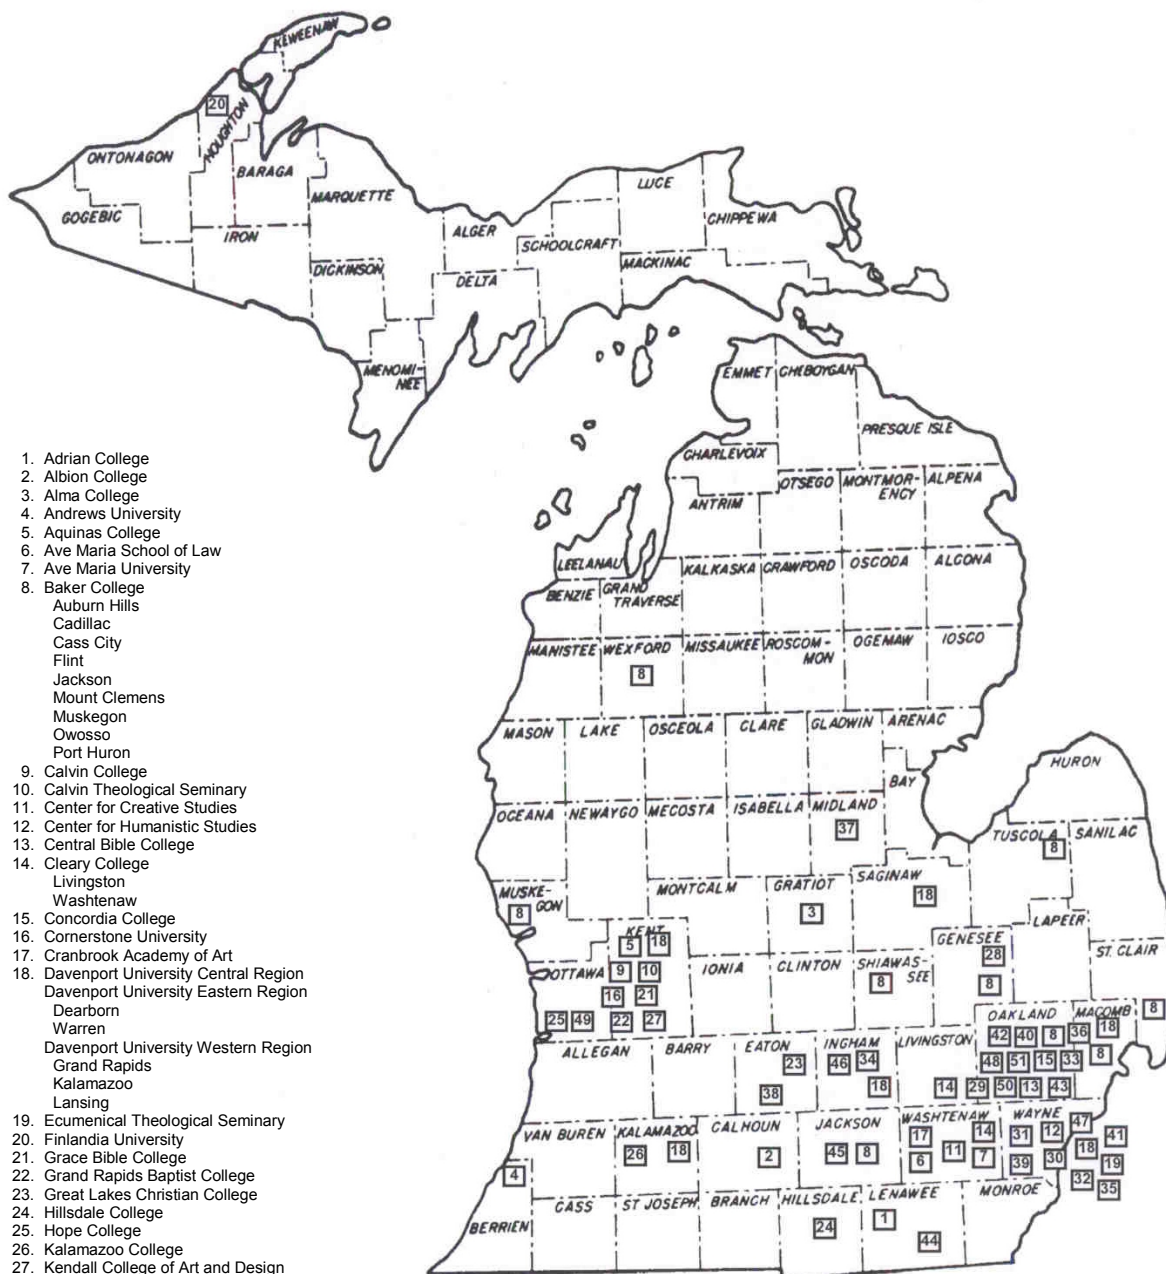 KEWEENAW
20
HOUGHTON
ONTONAGON
BARAGA
LUCE
MARQUETTE
GOGEBIC
CHIPPEWA
ALGER
IRON
SCHOOLCRAFT
MACKINAC
DICKINSON
DELTA
MENOMI-
NEE
EMMET CHEBOYGAN
PRESQUE ISLE
CHARLEVOIX
OTSEGO MONTMOR-
ENCY ALPENA
ANTRIM
LEELANAU
KALKASKA CRAWFORD OSCODA ALGONA
BENZIE GRAND
TRAVERSE
MANISTEE WEXFORD MISSAUKEE ROSCOM-
MON OGEMAW IOSCO
8
MASON LAKE OSCEOLA CLARE GLADWIN ARENAC
HURON
BAY
OCEANA NEWAYGO MECOSTA ISABELLA MIDLAND
37
TUSCOLA SANILAC
8
MUSKE-
GON
8
MONTCALM GRATIOT SAGINAW
3
18
LAPEER
KENT
5 18
GENESEE
28
ST. CLAIR
OTTAWA 9 10 IONIA CLINTON SHIAWAS-
SEE
8
8
16 21
25 49 22 27
8
OAKLAND MACOMB
42 40 8 36 18
ALLEGAN BARRY EATON INGHAM LIVINGSTON
23
46 34
48 51 15 33 8
38
18
14 29 50 13 43
VAN BUREN KALAMAZOO CALHOUN JACKSON WASHTENAW WAYNE
26 18
2
45 8
17 14
6 11 7
31 12 47
39 30 18 41
32 19
35
4
BERRIEN CASS ST JOSEPH BRANCH HILLSDALE LENAWEE MONROE
24
1
44
1. Adrian College
2. Albion College
3. Alma College
4. Andrews University
5. Aquinas College
6. Ave Maria School of Law
7. Ave Maria University
8. Baker College
Auburn Hills
Cadillac
Cass City
Flint
Jackson
Mount Clemens
Muskegon
Owosso
Port Huron
9. Calvin College
10. Calvin Theological Seminary
11. Center for Creative Studies
12. Center for Humanistic Studies
13. Central Bible College
14. Cleary College
Livingston
Washtenaw
15. Concordia College
16. Cornerstone University
17. Cranbrook Academy of Art
18. Davenport University Central Region
Davenport University Eastern Region
Dearborn
Warren
Davenport University Western Region
Grand Rapids
Kalamazoo
Lansing
19. Ecumenical Theological Seminary
20. Finlandia University
21. Grace Bible College
22. Grand Rapids Baptist College
23. Great Lakes Christian College
24. Hillsdale College
25. Hope College
26. Kalamazoo College
27. Kendall College of Art and Design